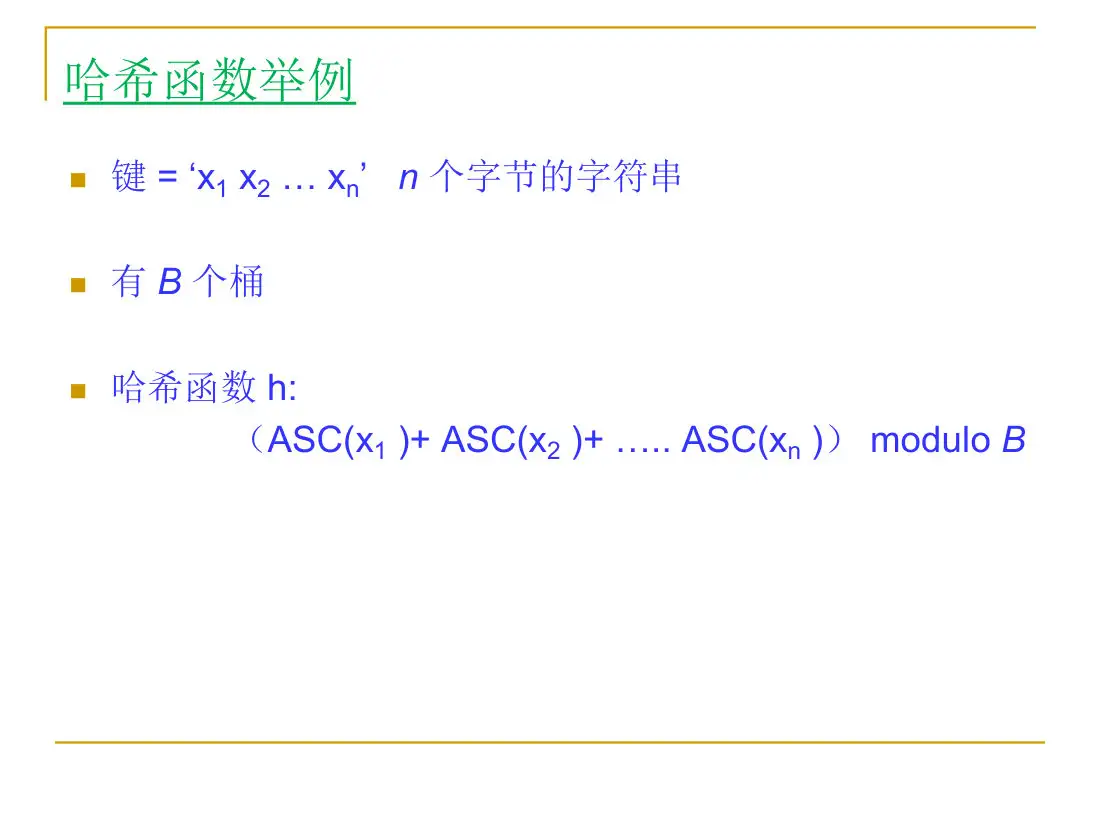 哈希函数举例
键 = ‘x₁ x₂ … xₙ’ n 个字节的字符串
有 B 个桶
哈希函数 h:
（ASC(x₁ )+ ASC(x₂ )+ ….. ASC(xₙ )） modulo B